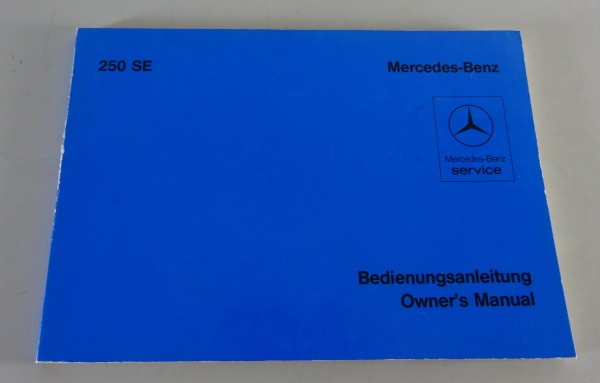 250 SE
Mercedes-Benz
Mercedes-Benz
service
Bedienungsanleitung
Owner's Manual